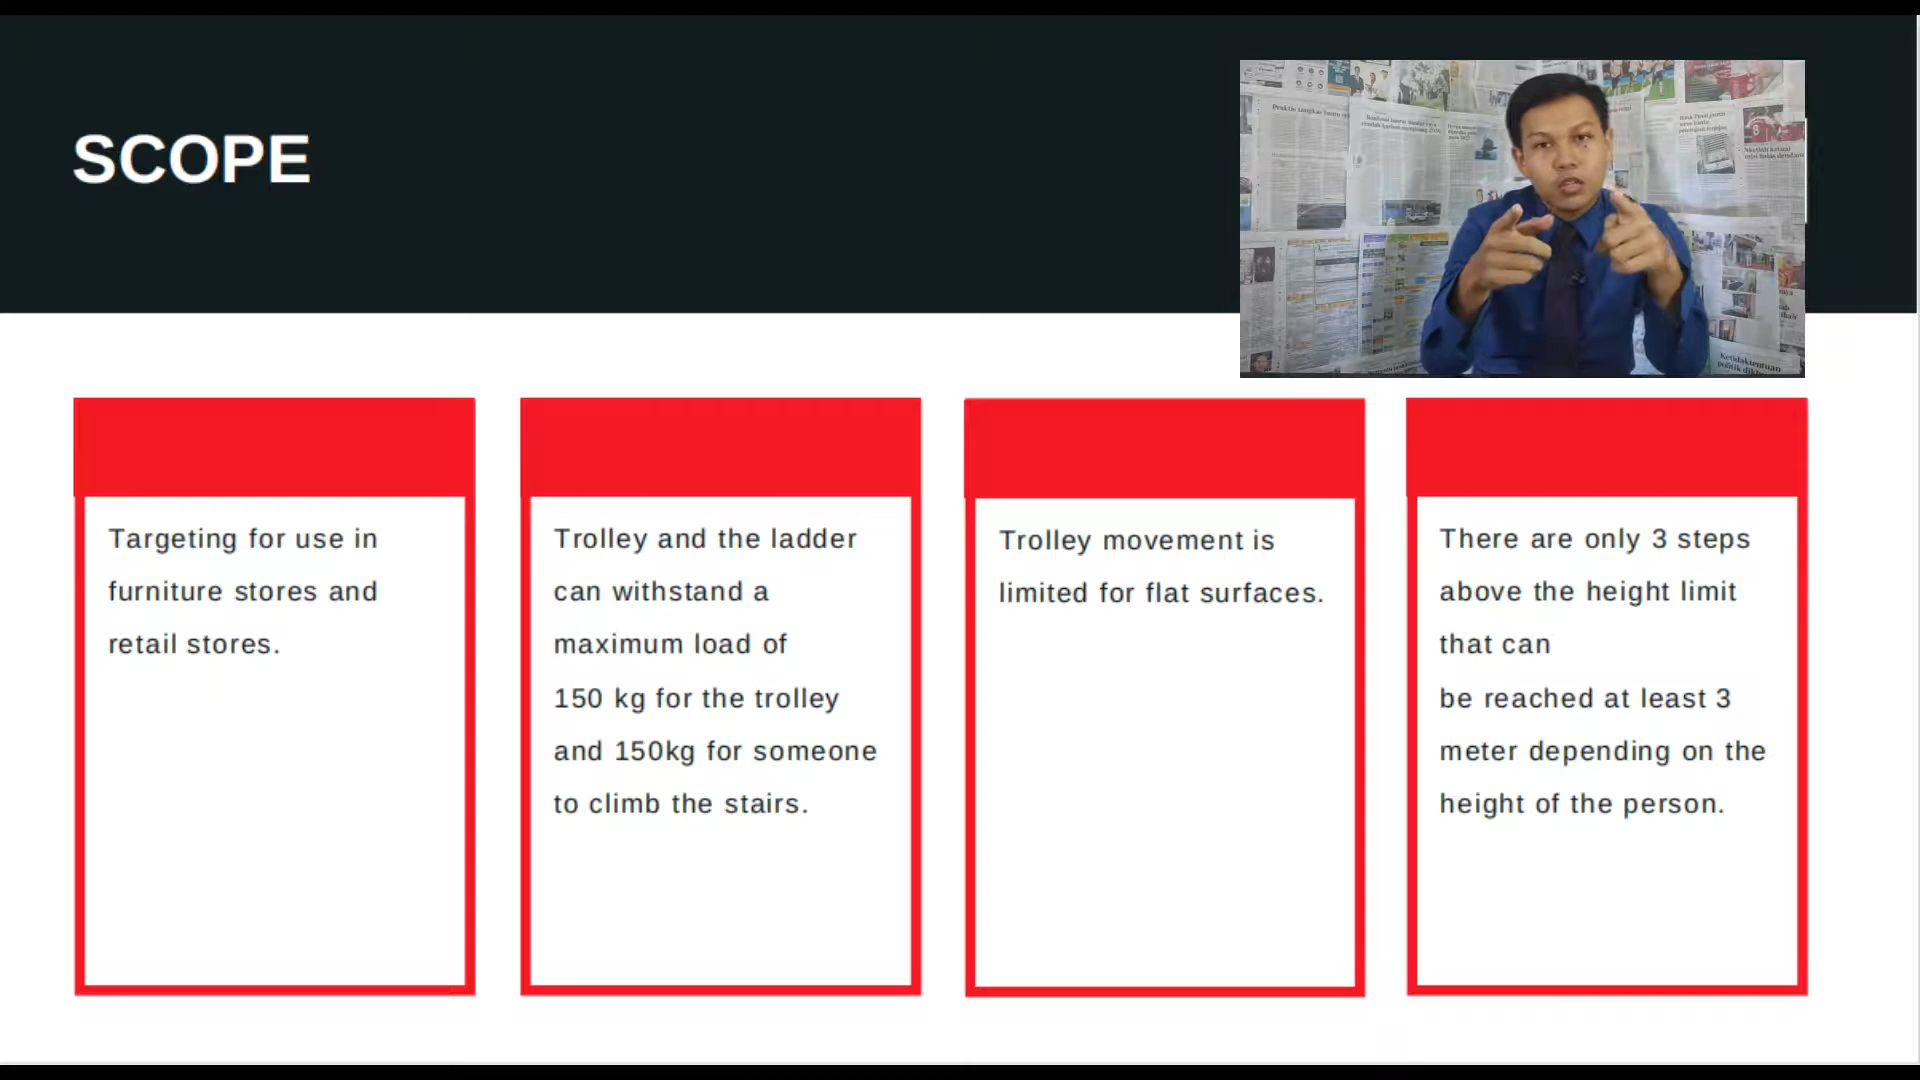 SCOPE
Targeting for use in
furniture stores and
retail stores.
Trolley and the ladder
can withstand a
maximum load of
150 kg for the trolley
and 150kg for someone
to climb the stairs.
Trolley movement is
limited for flat surfaces.
There are only 3 steps
above the height limit
that can
be reached at least 3
meter depending on the
height of the person.
Ketidaktentuan